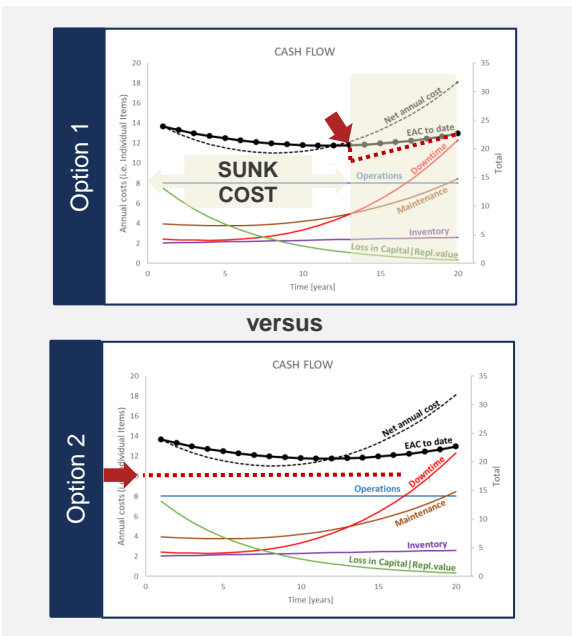 Option 1
CASH FLOW
Annual costs (i.e. Individual Items)
20
18
16
14
12
10
8
6
4
2
0
35
30
25
20
15
10
5
0
Total
Net annual cost
EAC to date
Downtime
SUNK
COST
Operations
Maintenance
Inventory
Loss in Capital|Repl.value
0
5
10
15
20
Time [years]
versus
Option 2
CASH FLOW
Annual costs (i. Individual Items)
20
18
16
14
12
10
8
6
4
2
0
35
30
25
20
15
10
5
0
Total
Net annual cost
EAC to date
Downtime
Operations
Maintenance
Inventory
Loss in Capital|Repl.value
0
5
10
15
20
Time [years]